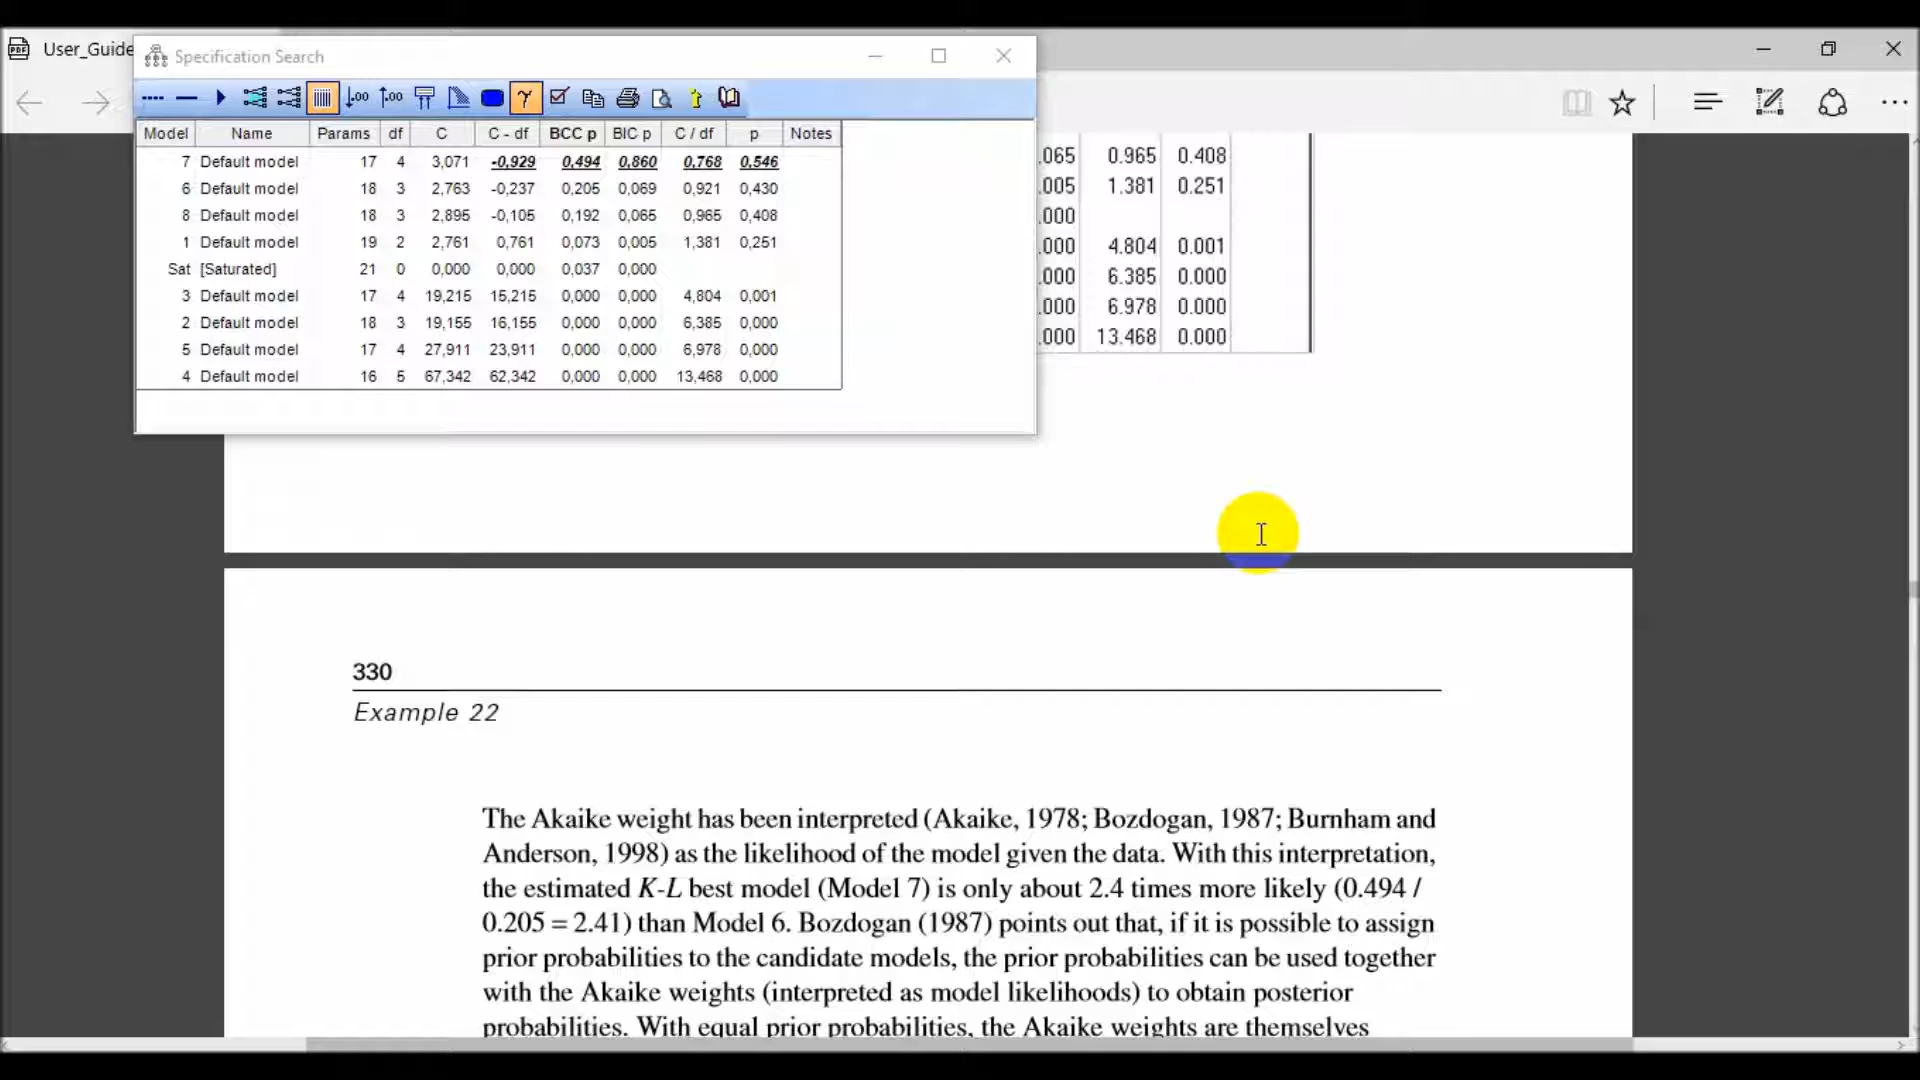 User_Guide
Specification Search
Model Name Params df C C - df BCC p BIC p C / df p Notes
7 Default model 17 4 3,071 -0,929 0,494 0,860 0,768 0,546
6 Default model 18 3 2,763 -0,237 0,205 0,069 0,921 0,430
8 Default model 18 3 2,895 -0,105 0,192 0,065 0,965 0,408
1 Default model 19 2 2,761 0,761 0,073 0,005 1,381 0,251
Sat [Saturated] 21 0 0,000 0,000 0,037 0,000
3 Default model 17 4 19,215 15,215 0,000 0,000 4,804 0,001
2 Default model 18 3 19,155 16,155 0,000 0,000 6,385 0,000
5 Default model 17 4 27,911 23,911 0,000 0,000 6,978 0,000
4 Default model 16 5 67,342 62,342 0,000 0,000 13,468 0,000
.065 0.965 0.408
.005 1.381 0.251
.000
.000 4.804 0.001
.000 6.385 0.000
.000 6.978 0.000
.000 13.468 0.000
330
Example 22
The Akaike weight has been interpreted (Akaike, 1978; Bozdogan, 1987; Burnham and
Anderson, 1998) as the likelihood of the model given the data. With this interpretation,
the estimated K-L best model (Model 7) is only about 2.4 times more likely (0.494 /
0.205 = 2.41) than Model 6. Bozdogan (1987) points out that, if it is possible to assign
prior probabilities to the candidate models, the prior probabilities can be used together
with the Akaike weights (interpreted as model likelihoods) to obtain posterior
probabilities. With equal prior probabilities, the Akaike weights are themselves